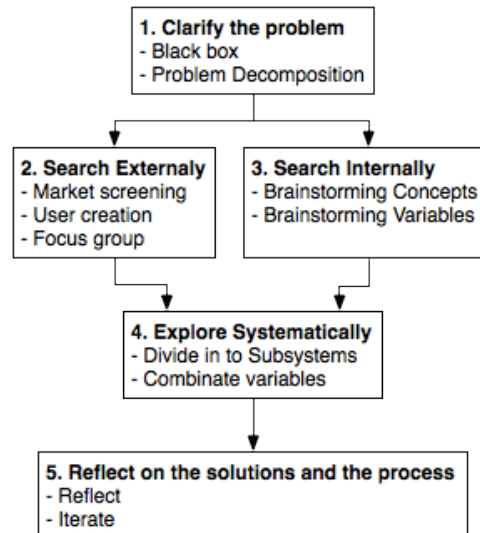 1. Clarify the problem
- Black box
- Problem Decomposition
2. Search Externaly
- Market screening
- User creation
- Focus group
3. Search Internally
- Brainstorming Concepts
- Brainstorming Variables
4. Explore Systematically
- Divide in to Subsystems
- Combinate variables
5. Reflect on the solutions and the process
- Reflect
- Iterate